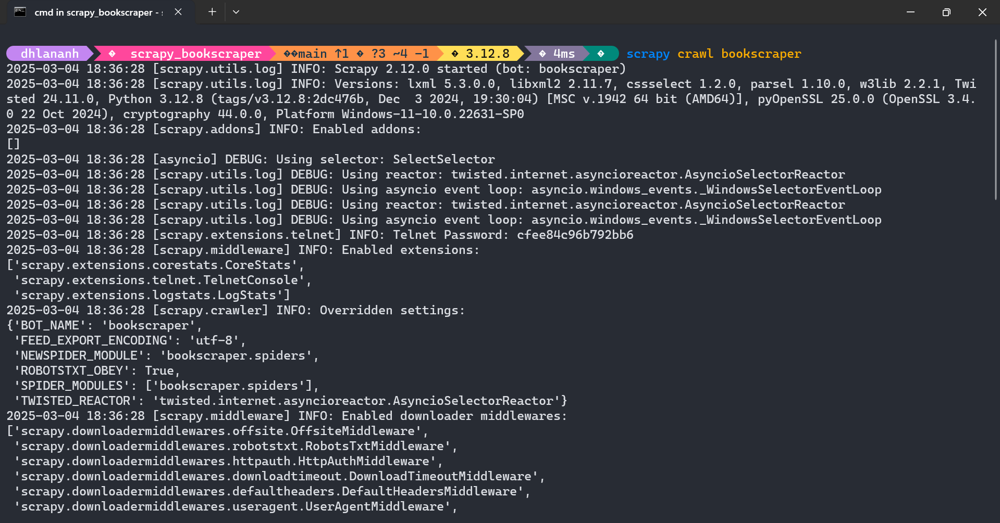 cmd in scrapy_bookscraper -
dhlananh � scrapy_bookscraper ��main ↑1 � ?3 ~4 -1 � 3.12.8 � 4ms � scrapy crawl bookscraper
2025-03-04 18:36:28 [scrapy.utils.log] INFO: Scrapy 2.12.0 started (bot: bookscraper)
2025-03-04 18:36:28 [scrapy.utils.log] INFO: Versions: lxml 5.3.0.0, libxml2 2.11.7, cssselect 1.2.0, parsel 1.10.0, w3lib 2.2.1, Twi
sted 24.11.0, Python 3.12.8 (tags/v3.12.8:2dc476b, Dec  3 2024, 19:30:04) [MSC v.1942 64 bit (AMD64)], pyOpenSSL 25.0.0 (OpenSSL 3.4.
0 22 Oct 2024), cryptography 44.0.0, Platform Windows-11-10.0.22631-SP0
2025-03-04 18:36:28 [scrapy.addons] INFO: Enabled addons:
[]
2025-03-04 18:36:28 [asyncio] DEBUG: Using selector: SelectSelector
2025-03-04 18:36:28 [scrapy.utils.log] DEBUG: Using reactor: twisted.internet.asyncioreactor.AsyncioSelectorReactor
2025-03-04 18:36:28 [scrapy.utils.log] DEBUG: Using asyncio event loop: asyncio.windows_events._WindowsSelectorEventLoop
2025-03-04 18:36:28 [scrapy.utils.log] DEBUG: Using reactor: twisted.internet.asyncioreactor.AsyncioSelectorReactor
2025-03-04 18:36:28 [scrapy.utils.log] DEBUG: Using asyncio event loop: asyncio.windows_events._WindowsSelectorEventLoop
2025-03-04 18:36:28 [scrapy.extensions.telnet] INFO: Telnet Password: cfee84c96b792bb6
2025-03-04 18:36:28 [scrapy.middleware] INFO: Enabled extensions:
['scrapy.extensions.corestats.CoreStats',
 'scrapy.extensions.telnet.TelnetConsole',
 'scrapy.extensions.logstats.LogStats']
2025-03-04 18:36:28 [scrapy.crawler] INFO: Overridden settings:
{'BOT_NAME': 'bookscraper',
 'FEED_EXPORT_ENCODING': 'utf-8',
 'NEWSPIDER_MODULE': 'bookscraper.spiders',
 'ROBOTSTXT_OBEY': True,
 'SPIDER_MODULES': ['bookscraper.spiders'],
 'TWISTED_REACTOR': 'twisted.internet.asyncioreactor.AsyncioSelectorReactor'}
2025-03-04 18:36:28 [scrapy.middleware] INFO: Enabled downloader middlewares:
['scrapy.downloadermiddlewares.offsite.OffsiteMiddleware',
 'scrapy.downloadermiddlewares.robotstxt.RobotsTxtMiddleware',
 'scrapy.downloadermiddlewares.httpauth.HttpAuthMiddleware',
 'scrapy.downloadermiddlewares.downloadtimeout.DownloadTimeoutMiddleware',
 'scrapy.downloadermiddlewares.defaultheaders.DefaultHeadersMiddleware',
 'scrapy.downloadermiddlewares.useragent.UserAgentMiddleware',